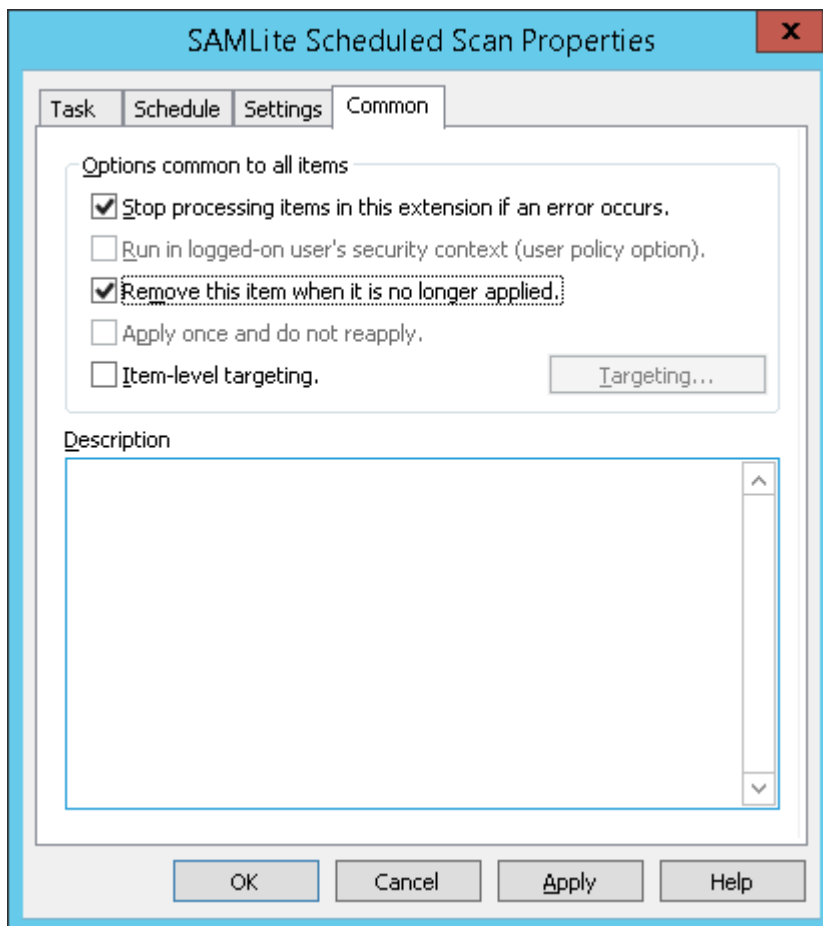 SAMLite Scheduled Scan Properties
x
Task Schedule Settings Common
Options common to all items
Stop processing items in this extension if an error occurs.
Run in logged-on user's security context (user policy option).
Remove this item when it is no longer applied.
Apply once and do not reapply.
Item-level targeting. Targeting...
Description
OK Cancel Apply Help